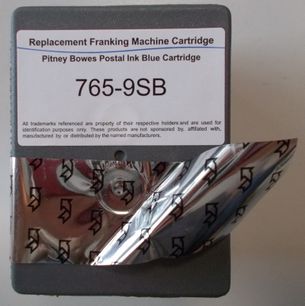 Replacement Franking Machine Cartridge
Pitney Bowes Postal Ink Blue Cartridge
765-9SB
All trademarks referenced are property of their respective holders and are used for
identification purposes only. These products are not sponsored by, affiliated with,
manufactured by or distributed by the named manufacturers.